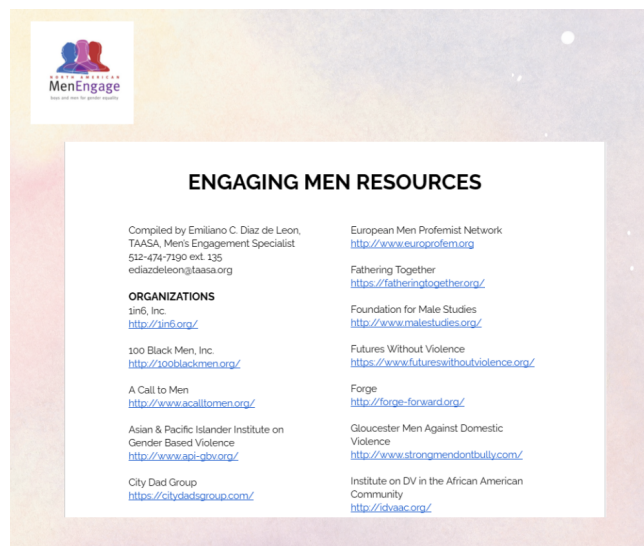 NORTH AMERICAN
MenEngage
boys and men for gender equality
ENGAGING MEN RESOURCES
Compiled by Emiliano C. Diaz de Leon,
TAASA, Men's Engagement Specialist
512-474-7190 ext. 135
ediazdeleon@taasa.org
ORGANIZATIONS
1in6, Inc.
http://1in6.org/
100 Black Men, Inc.
http://100blackmen.org/
A Call to Men
http://www.acalltomen.org/
Asian & Pacific Islander Institute on
Gender Based Violence
http://www.api-gbv.org/
City Dad Group
https://citydadsgroup.com/
European Men Profemist Network
http://www.europrofem.org
Fathering Together
https://fatheringtogether.org/
Foundation for Male Studies
http://www.malestudies.org/
Futures Without Violence
https://www.futureswithoutviolence.org/
Forge
http://forge-forward.org/
Gloucester Men Against Domestic
Violence
http://www.strongmendontbully.com/
Institute on DV in the African American
Community
http://idvaac.org/